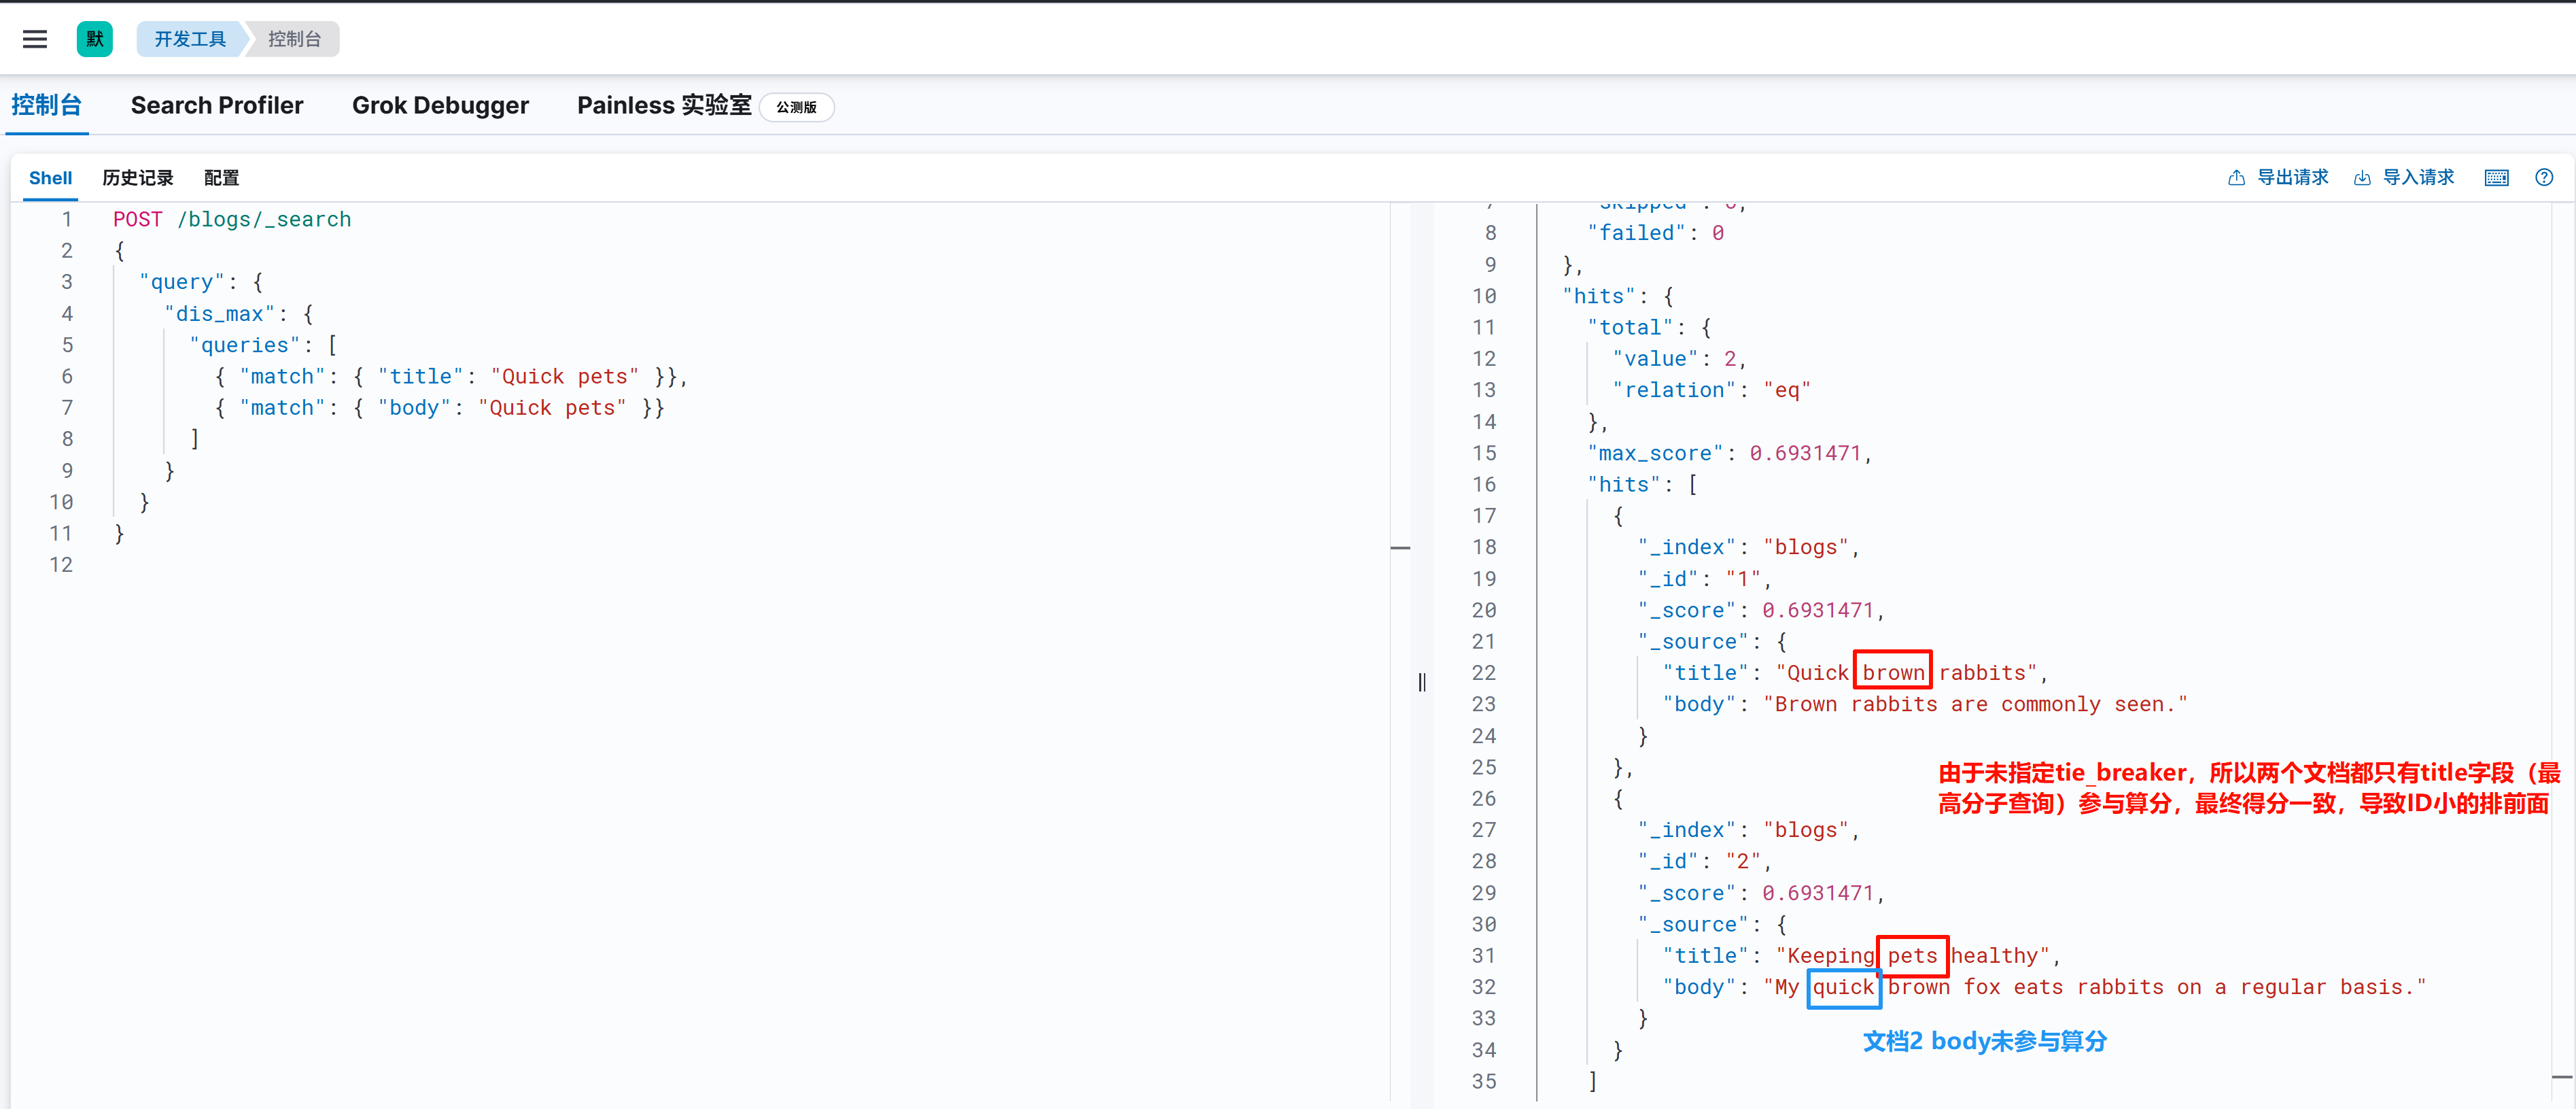 默 开发工具 控制台
控制台 Search Profiler Grok Debugger Painless 实验室 公测版
Shell 历史记录 配置 导出请求 导入请求
1 POST /blogs/_search
2 {
3 "query": {
4 "dis_max": {
5 "queries": [
6 { "match": { "title": "Quick pets" }},
7 { "match": { "body": "Quick pets" }}
8 ]
9 }
10 }
11 }
12
7 "skipped": 0,
8 "failed": 0
9 },
10 "hits": {
11 "total": {
12 "value": 2,
13 "relation": "eq"
14 },
15 "max_score": 0.6931471,
16 "hits": [
17 {
18 "_index": "blogs",
19 "_id": "1",
20 "_score": 0.6931471,
21 "_source": {
22 "title": "Quick brown rabbits",
23 "body": "Brown rabbits are commonly seen."
24 }
25 },
由于未指定tie_breaker，所以两个文档都只有title字段（最
高分子查询）参与算分，最终得分一致，导致ID小的排前面
26 {
27 "_index": "blogs",
28 "_id": "2",
29 "_score": 0.6931471,
30 "_source": {
31 "title": "Keeping pets healthy",
32 "body": "My quick brown fox eats rabbits on a regular basis."
33 }
文档2 body未参与算分
34 }
35 ]